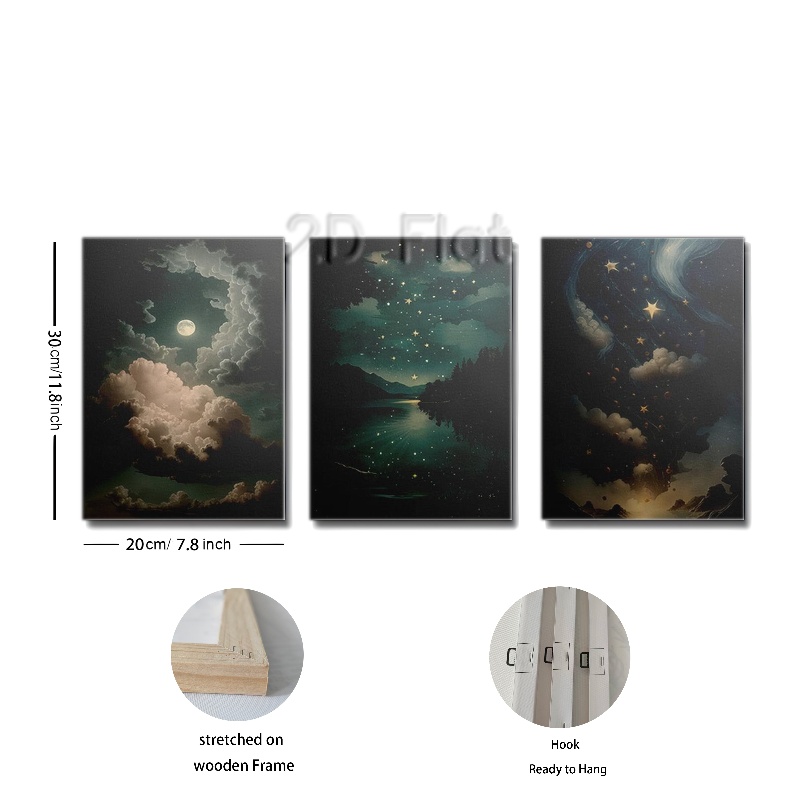 2D Flat
30cm/11.8inch
20cm/ 7.8 inch
stretched on
wooden Frame
Hook
Ready to Hang